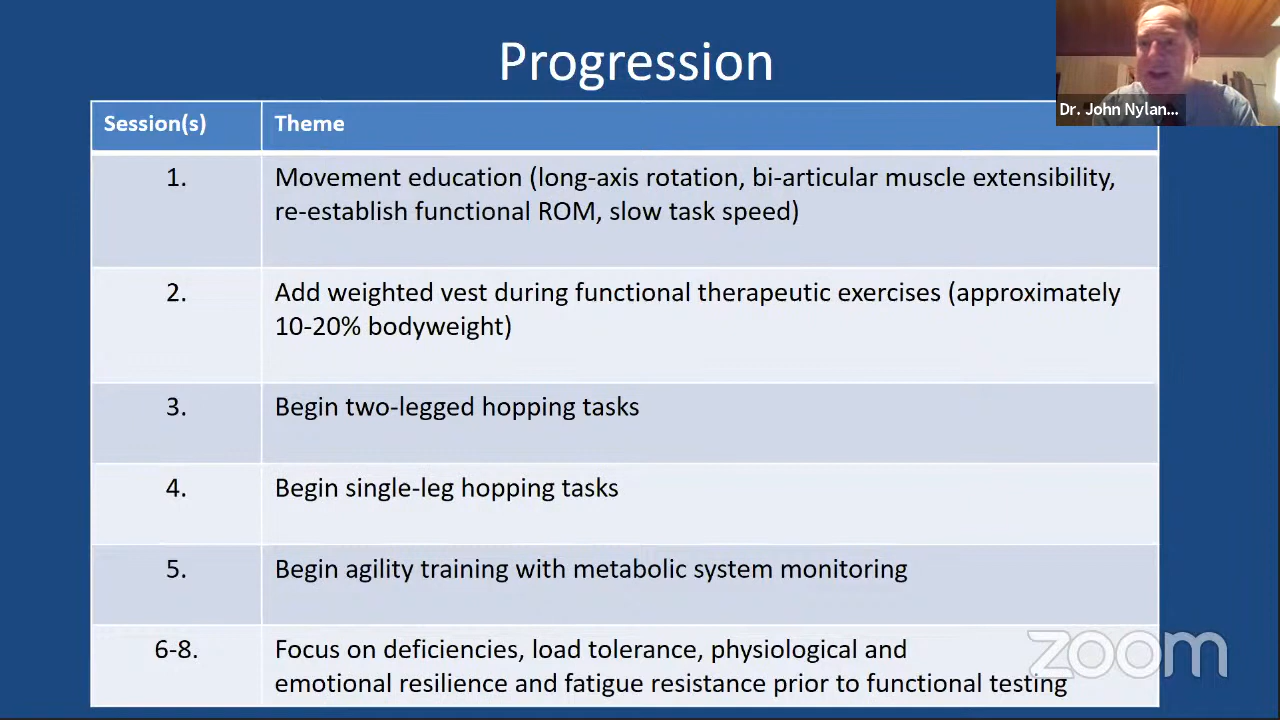 Progression
Dr. John Nylan...
Session(s) Theme
1. Movement education (long-axis rotation, bi-articular muscle extensibility,
re-establish functional ROM, slow task speed)
2. Add weighted vest during functional therapeutic exercises (approximately
10-20% bodyweight)
3. Begin two-legged hopping tasks
4. Begin single-leg hopping tasks
5. Begin agility training with metabolic system monitoring
6-8. Focus on deficiencies, load tolerance, physiological and
emotional resilience and fatigue resistance prior to functional testing
zoom